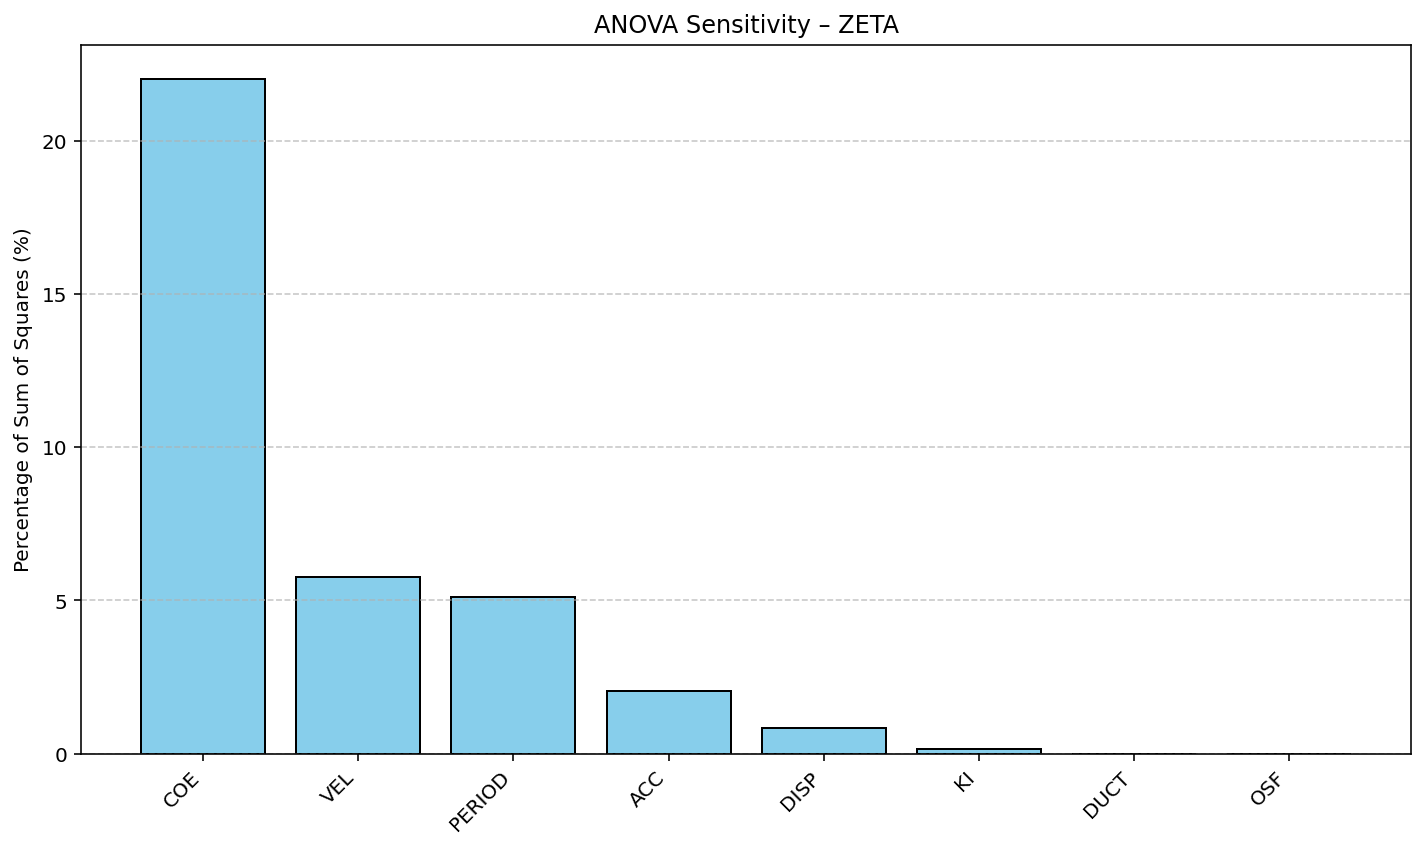 ANOVA Sensitivity – ZETA
Percentage of Sum of Squares (%)
20
15
10
5
0
COE
VEL
PERIOD
ACC
DISP
KI
DUCT
OSF